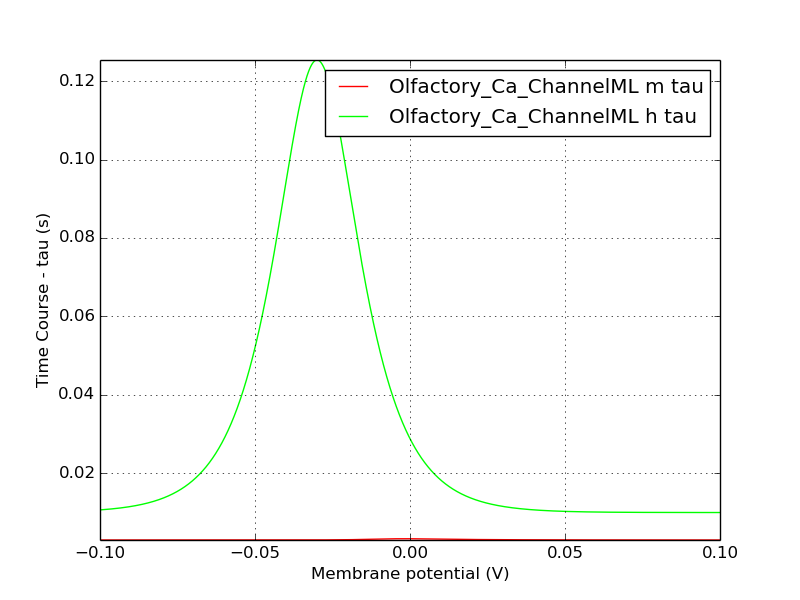 Olfactory_Ca_ChannelML m tau
Olfactory_Ca_ChannelML h tau
0.12
0.10
0.08
0.06
0.04
0.02
Time Course - tau (s)
−0.10 −0.05 0.00 0.05 0.10
Membrane potential (V)